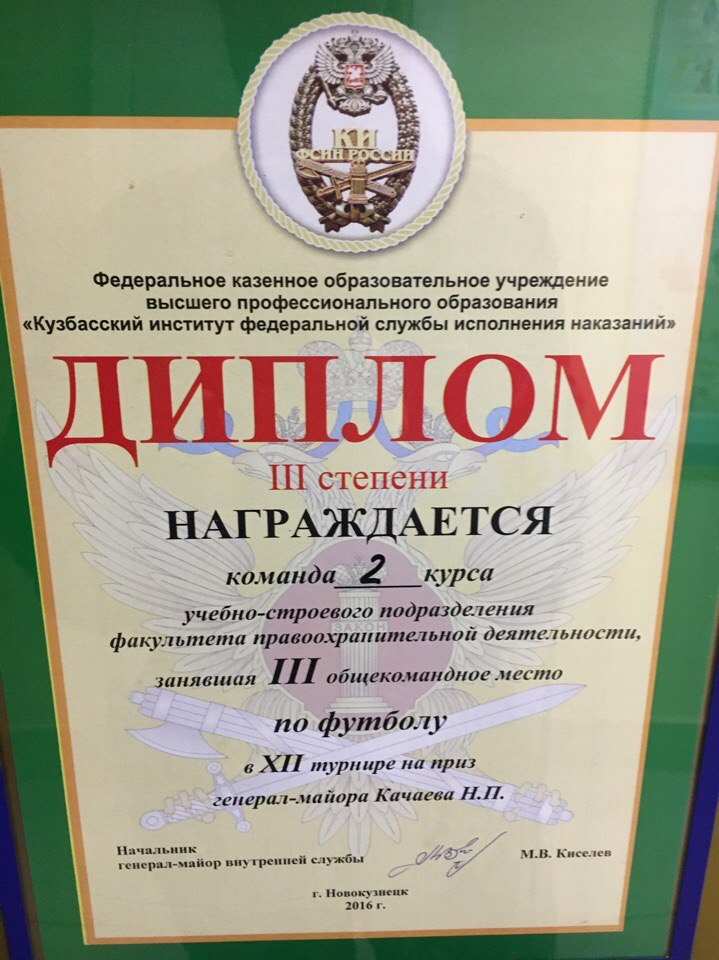 КИ
ФСИН РОССИИ
Федеральное казенное образовательное учреждение
высшего профессионального образования
«Кузбасский институт федеральной службы исполнения наказаний»
ДИПЛОМ
III степени
НАГРАЖДАЕТСЯ
команда 2 курса
учебно-строевого подразделения
факультета правоохранительной деятельности,
ЗАКОН
занявшая III общекомандное место
по футболу
в XII турнире на приз
генерал-майора Качаева Н.П.
Начальник
генерал-майор внутренней службы
М.В. Киселев
г. Новокузнецк
2016 г.